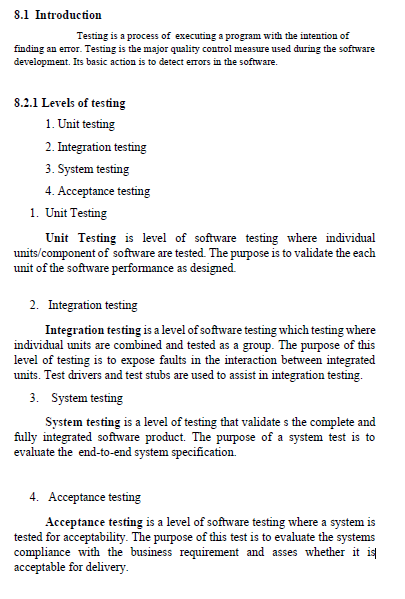 8.1 Introduction
Testing is a process of executing a program with the intention of
finding an error. Testing is the major quality control measure used during the software
development. Its basic action is to detect errors in the software.
8.2.1 Levels of testing
1. Unit testing
2. Integration testing
3. System testing
4. Acceptance testing
1. Unit Testing
Unit Testing is level of software testing where individual
units/component of software are tested. The purpose is to validate the each
unit of the software performance as designed.
2. Integration testing
Integration testing is a level of software testing which testing where
individual units are combined and tested as a group. The purpose of this
level of testing is to expose faults in the interaction between integrated
units. Test drivers and test stubs are used to assist in integration testing.
3. System testing
System testing is a level of testing that validate s the complete and
fully integrated software product. The purpose of a system test is to
evaluate the end-to-end system specification.
4. Acceptance testing
Acceptance testing is a level of software testing where a system is
tested for acceptability. The purpose of this test is to evaluate the systems
compliance with the business requirement and asses whether it is
acceptable for delivery.